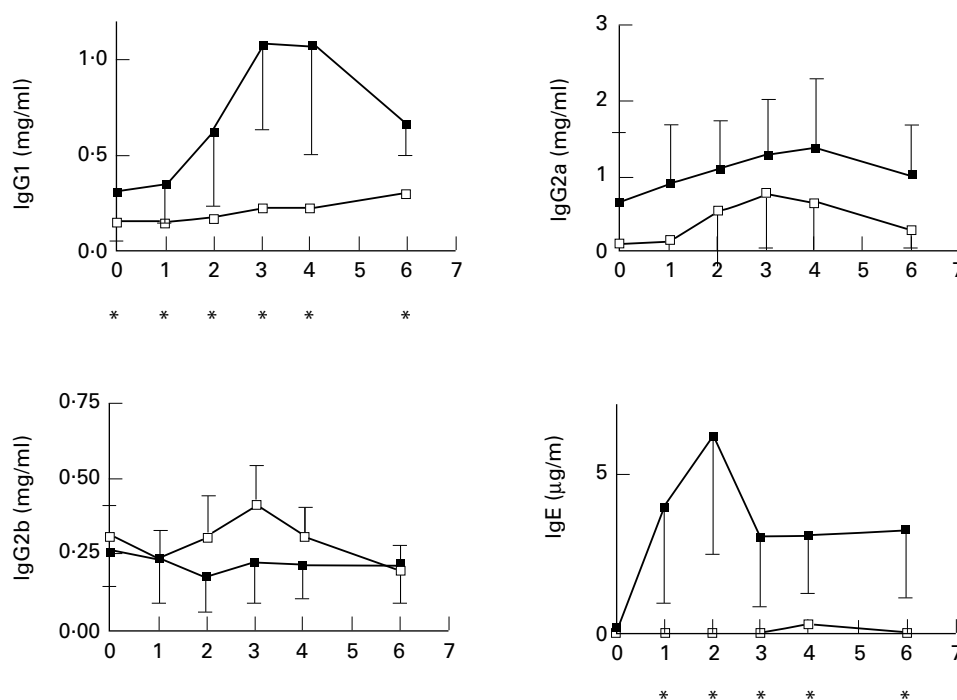 IgG1 (mg/ml)
1·0
0·5
0·0
0 1 2 3 4 5 6 7
* * * * * *
IgG2a (mg/ml)
3
2
1
0
0 1 2 3 4 5 6 7
IgG2b (mg/ml)
0·75
0·50
0·25
0·00
0 1 2 3 4 5 6 7
IgE (μg/m)
5
0
0 1 2 3 4 5 6 7
* * * * *